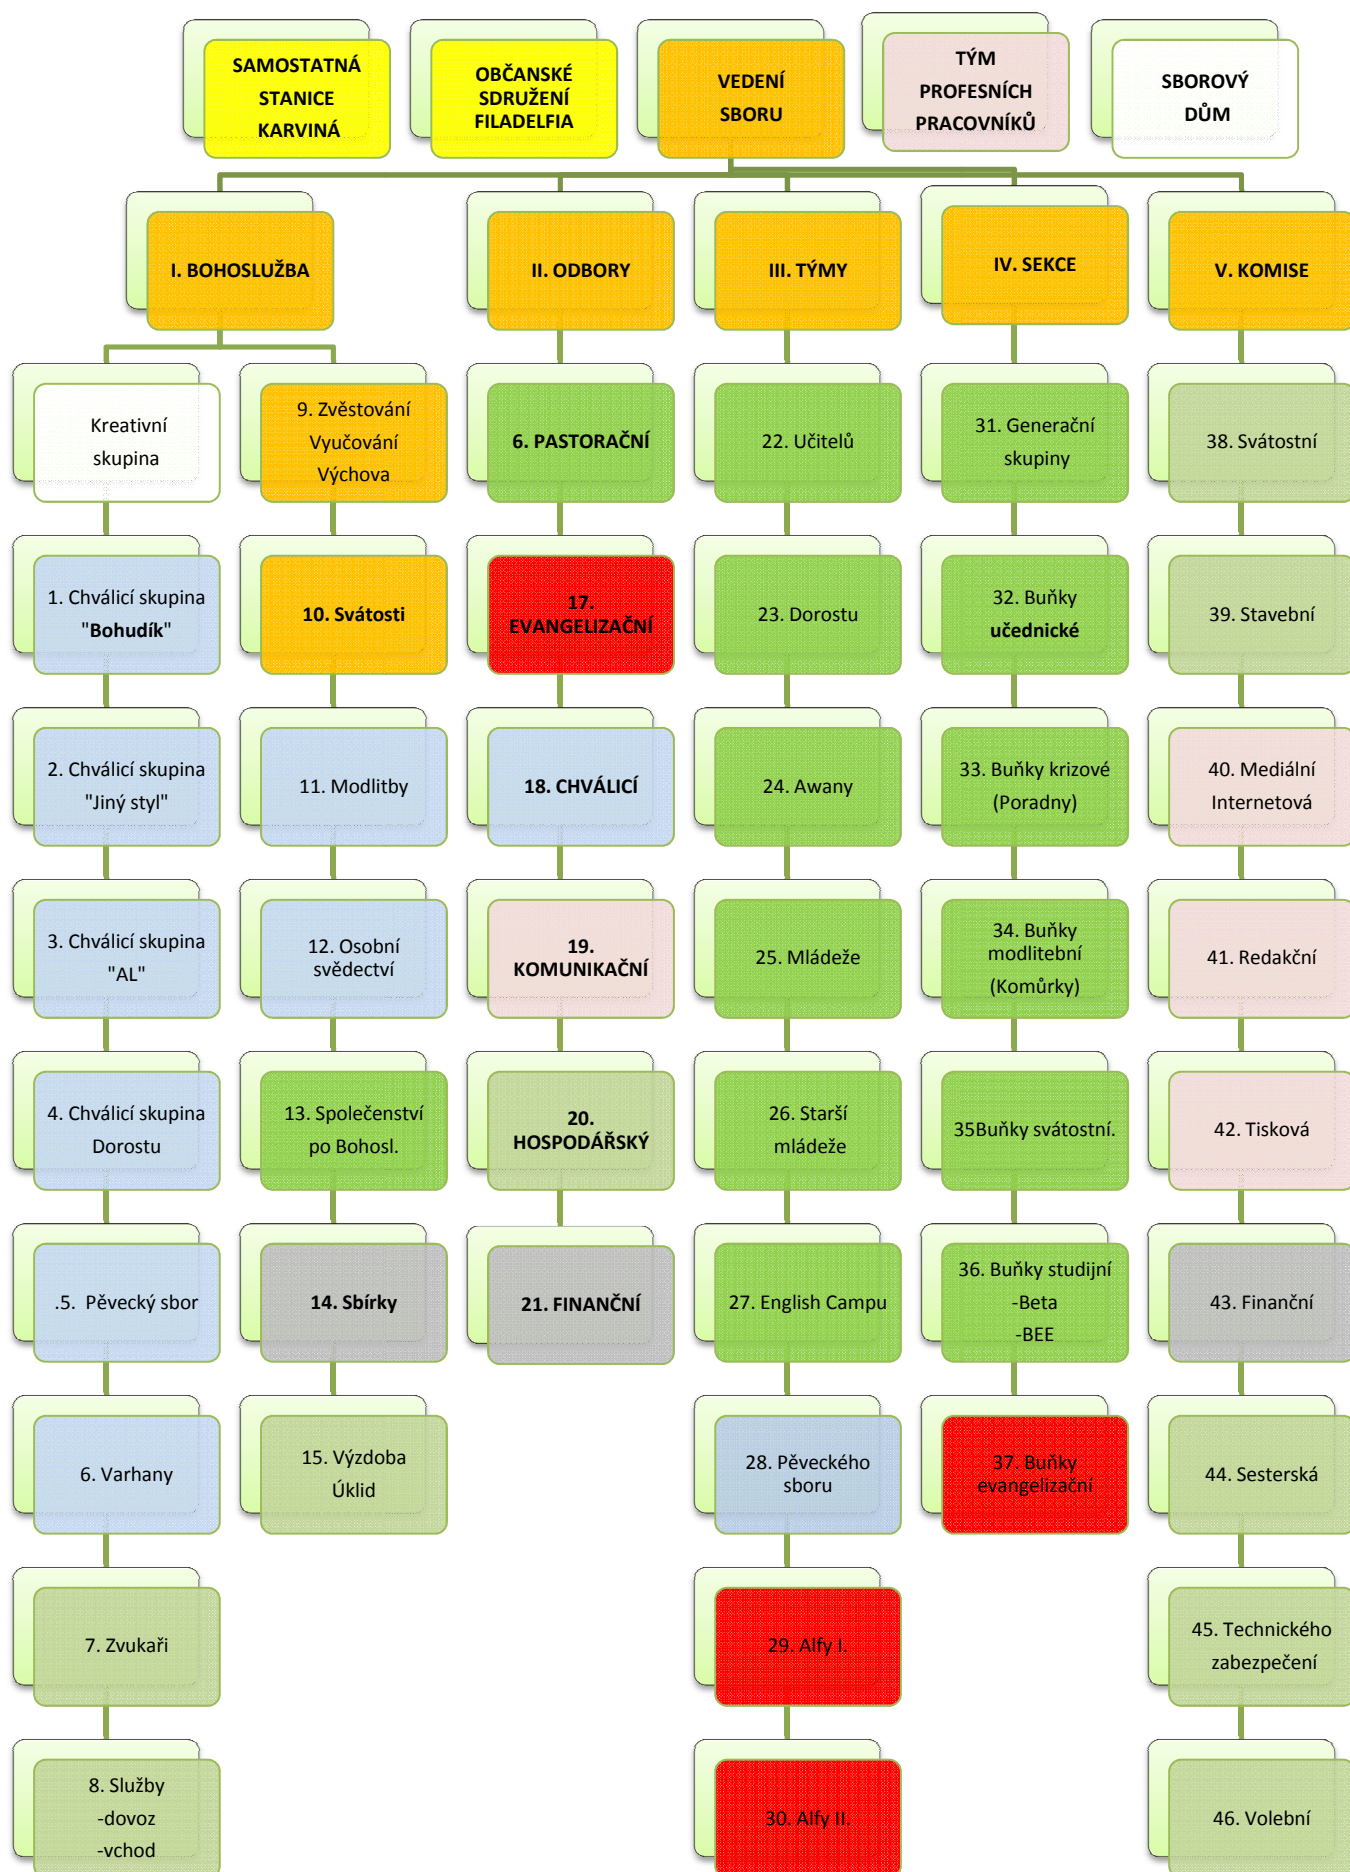 SAMOSTATNÁ
STANICE
KARVINÁ
OBČANSKÉ
SDRUŽENÍ
FILADELFIA
VEDENÍ
SBORU
TÝM
PROFESNÍCH
PRACOVNÍKŮ
SBOROVÝ
DŮM
I. BOHOSLUŽBA
II. ODBORY
III. TÝMY
IV. SEKCE
V. KOMISE
Kreativní
skupina
1. Chválicí skupina
"Bohudík"
2. Chválicí skupina
"Jiný styl"
3. Chválicí skupina
"AL"
4. Chválicí skupina
Dorostu
.5.  Pěvecký sbor
6. Varhany
7. Zvukaři
8. Služby
-dovoz
-vchod
9. Zvěstování
Vyučování
Výchova
10. Svátosti
11. Modlitby
12. Osobní
svědectví
13. Společenství
po Bohosl.
14. Sbírky
15. Výzdoba
Úklid
6. PASTORAČNÍ
17.
EVANGELIZAČNÍ
18. CHVÁLICÍ
19.
KOMUNIKAČNÍ
20.
HOSPODÁŘSKÝ
21. FINANČNÍ
22. Učitelů
23. Dorostu
24. Awany
25. Mládeže
26. Starší
mládeže
27. English Campu
28. Pěveckého
sboru
29. Alfy I.
30. Alfy II.
31. Generační
skupiny
32. Buňky
učednické
33. Buňky krizové
(Poradny)
34. Buňky
modlitební
(Komůrky)
35Buňky svátostní.
36. Buňky studijní
-Beta
-BEE
37. Buňky
evangelizační
38. Svátostní
39. Stavební
40. Mediální
Internetová
41. Redakční
42. Tisková
43. Finanční
44. Sesterská
45. Technického
zabezpečení
46. Volební